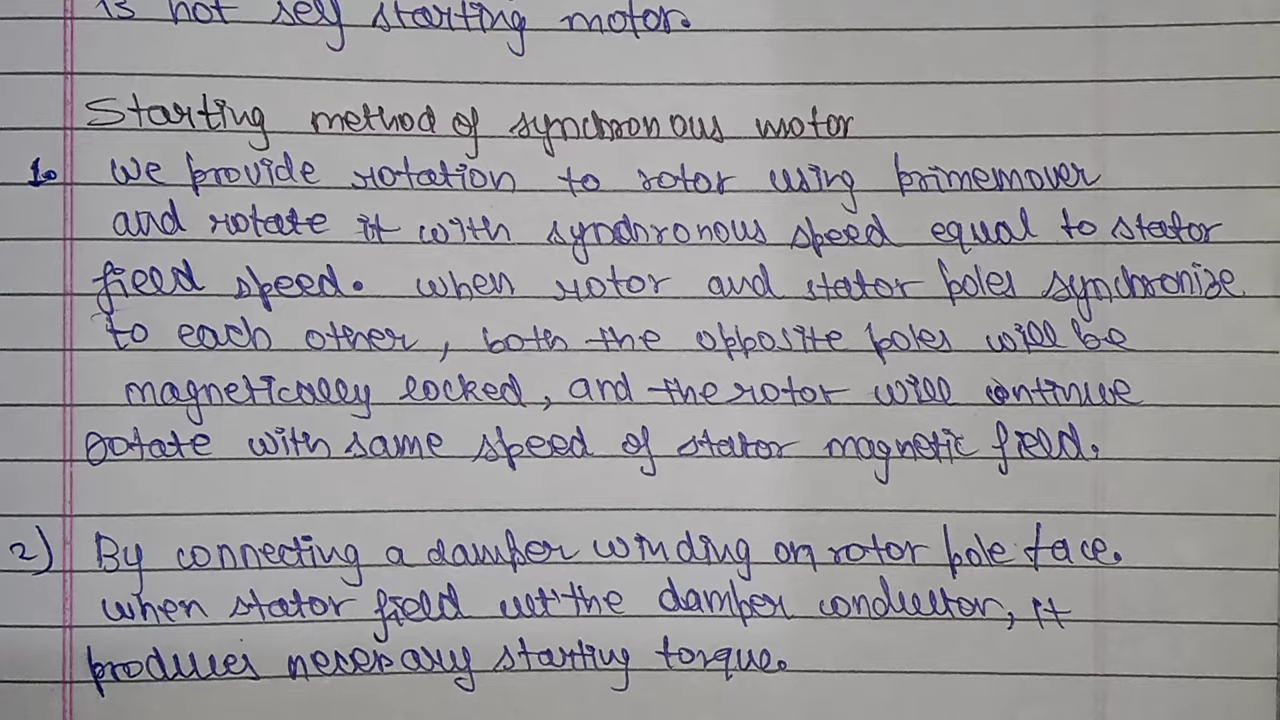 is not self starting motor.
Starting method of synchronous motor
1. We provide rotation to rotor using primemover
and rotate it with synchronous speed equal to stator
field speed. when rotor and stator poles synchronize
to each other, both the opposite poles will be
magnetically locked, and the rotor will continue
rotate with same speed of stator magnetic field.
2) By connecting a damper winding on rotor pole face.
when stator field cut the damper conductor, it
produces necessary starting torque.